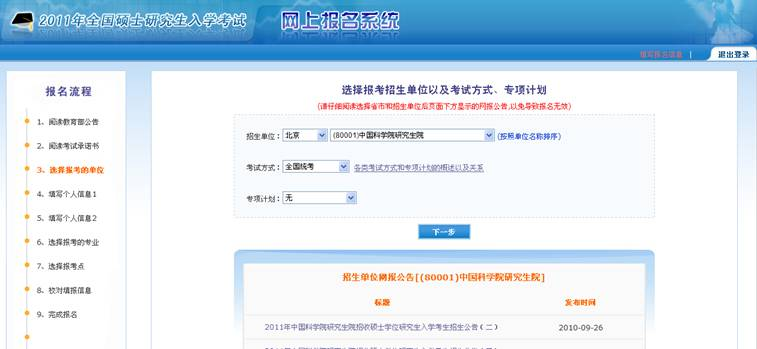 2011年全国硕士研究生入学考试 网上报名系统
填写报名信息 | 退出登录
报名流程
1、阅读教育部公告
2、阅读考试承诺书
3、选择报考的单位
4、填写个人信息1
5、填写个人信息2
6、选择报考的专业
7、选择报考点
8、校对填报信息
9、完成报名
选择报考招生单位以及考试方式、专项计划
(请仔细阅读选择省市和招生单位后页面下方显示的网报公告,以免导致报名无效)
招生单位: 北京 (80001)中国科学院研究生院 (按照单位名称排序)
考试方式: 全国统考 各类考试方式和专项计划的概述以及关系
专项计划: 无
下一步
招生单位网报公告[(80001)中国科学院研究生院]
标题 发布时间
2011年中国科学院研究生院招收硕士学位研究生入学考生招生公告(二) 2010-09-26